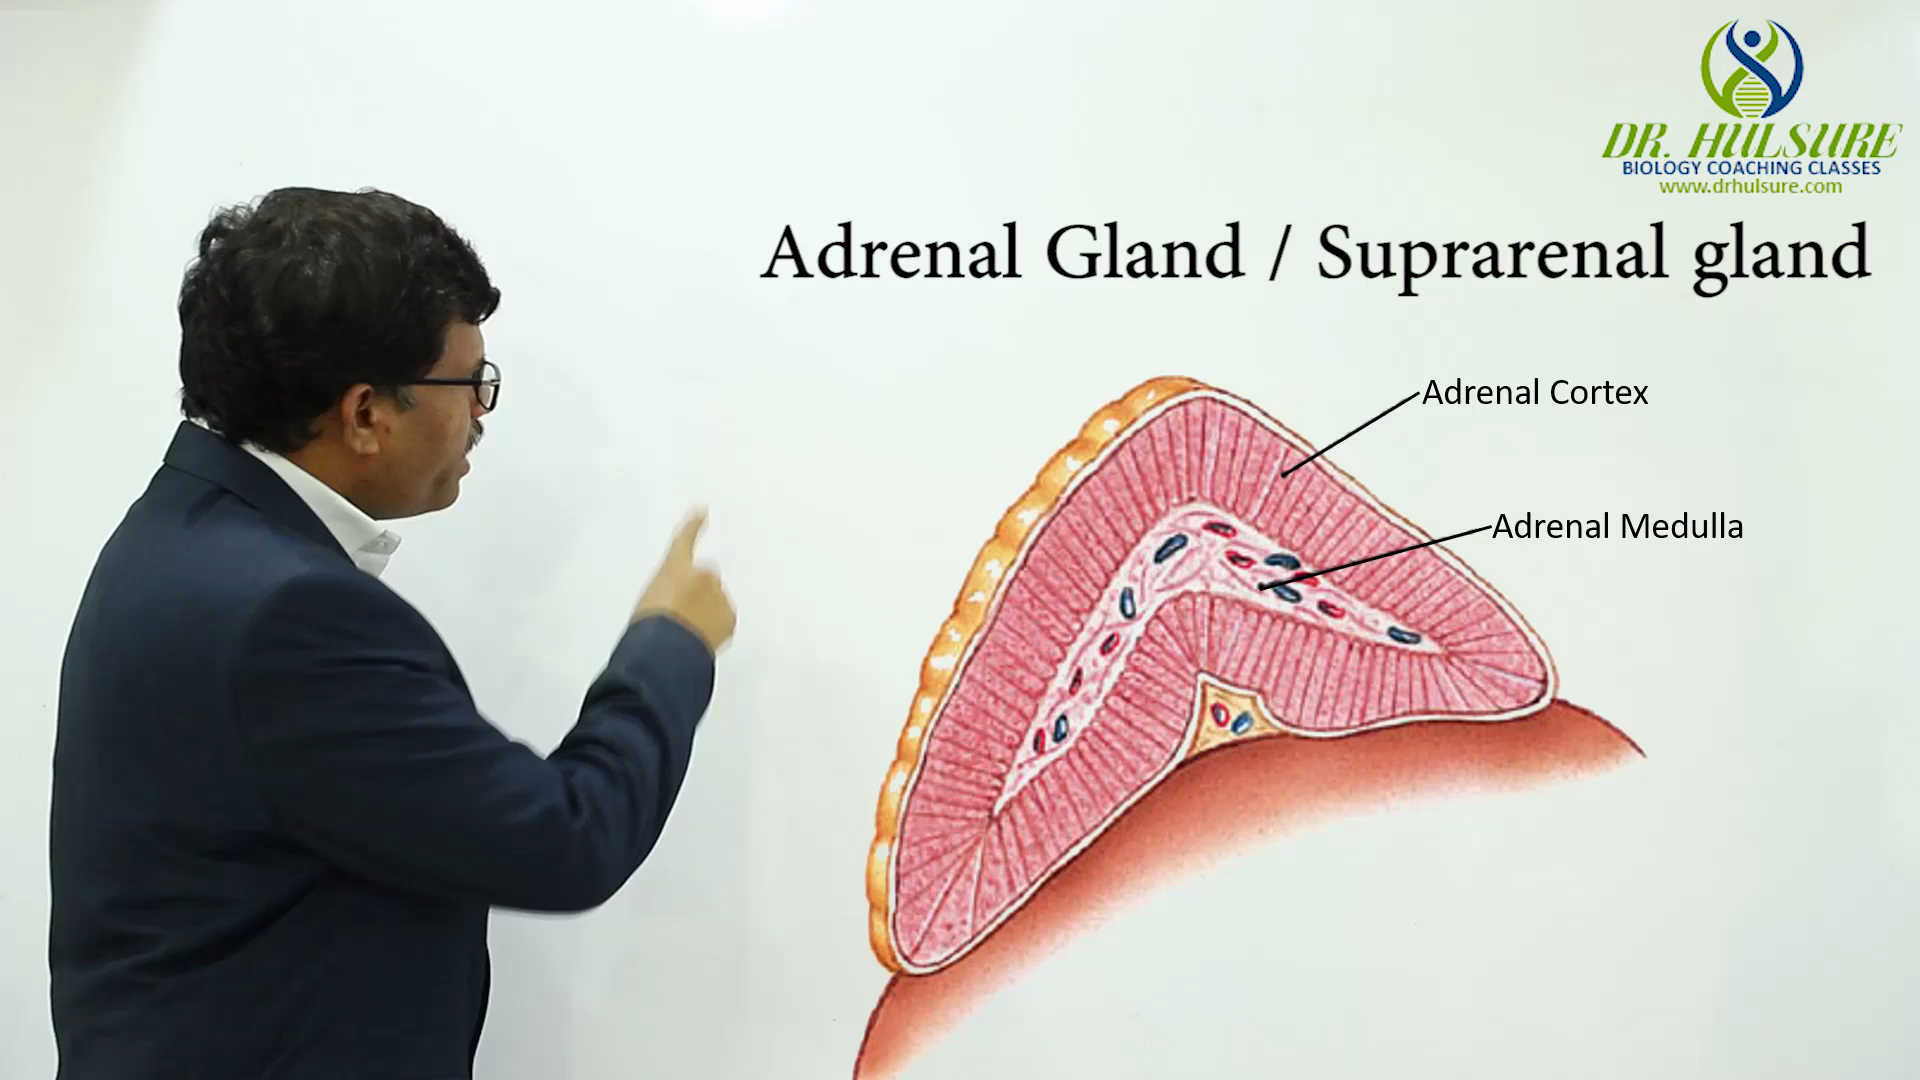 DR. HULSURE
BIOLOGY COACHING CLASSES
www.drhulsure.com
Adrenal Gland / Suprarenal gland
Adrenal Cortex
Adrenal Medulla